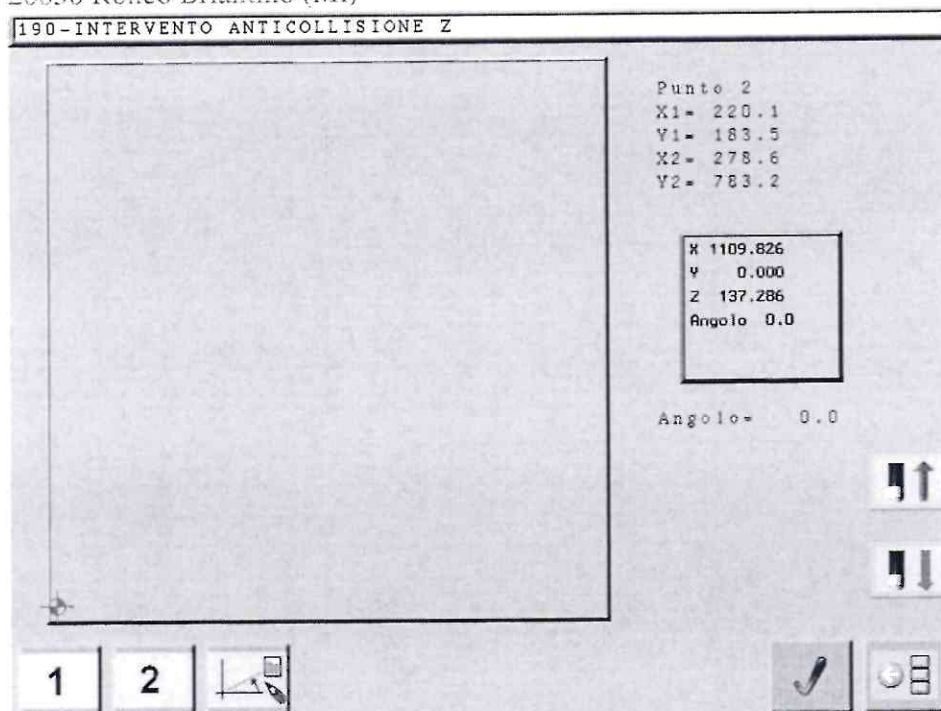 190-INTERVENTO ANTICOLLISIONE Z
Punto 2
X1= 220.1
Y1= 183.5
X2= 278.6
Y2= 783.2
X 1109.826
Y 0.000
Z 137.286
Angolo 0.0
Angolo= 0.0
1
2